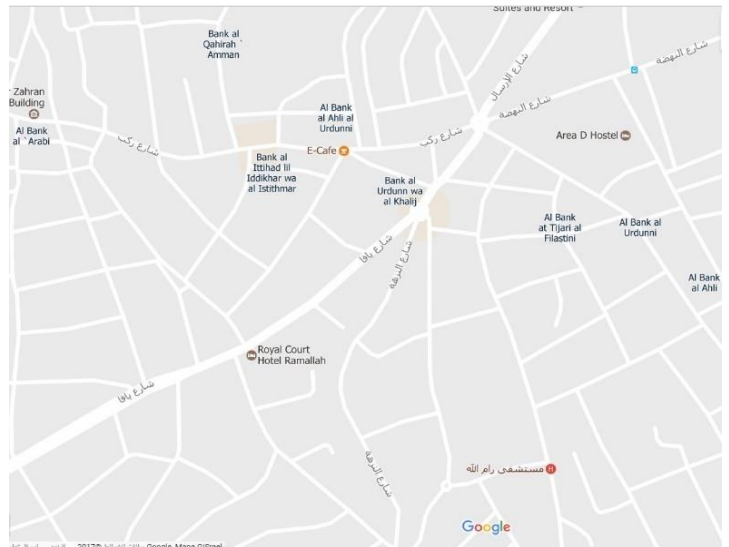 Suites and Resort
Bank al
Qahirah `
Amman
شارع الإرسال
شارع النهضة
شارع النهضة
Zahran
Building
Al Bank
al `Arabi
شارع ركب
Al Bank
al Ahli al
Urdunni
E-Cafe
شارع ركب
Area D Hostel
Bank al
Ittihad lil
Iddikhar wa
al Istithmar
Bank al
Urdunn wa
al Khalij
Al Bank
at Tijari al
Filastini
Al Bank al
Urdunni
شارع يافا
شارع النزهة
Al Bank
al Ahli
Royal Court
Hotel Ramallah
شارع يافا
شارع النزهة
مستشفى رام الله
H
Google